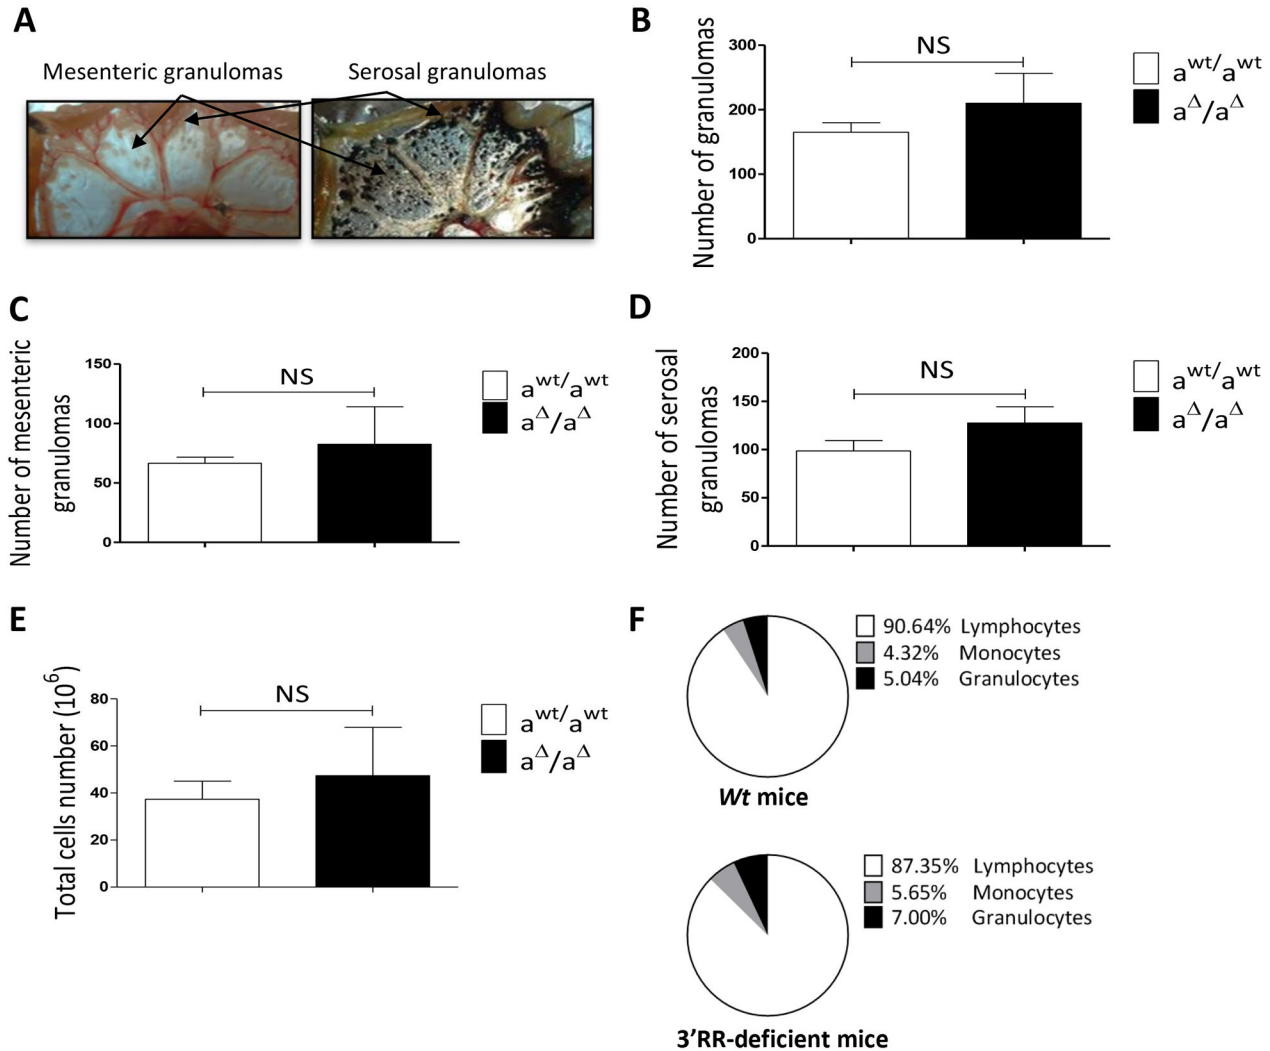 A
Mesenteric granulomas
Serosal granulomas
B
Number of granulomas
300
200
100
0
NS
a^wt/a^wt
a^Δ/a^Δ
C
Number of mesenteric
granulomas
150
100
50
0
NS
a^wt/a^wt
a^Δ/a^Δ
D
Number of serosal
granulomas
200
150
100
50
0
NS
a^wt/a^wt
a^Δ/a^Δ
E
Total cells number (10^6)
80
60
40
20
0
NS
a^wt/a^wt
a^Δ/a^Δ
F
90.64% Lymphocytes
4.32% Monocytes
5.04% Granulocytes
Wt mice
87.35% Lymphocytes
5.65% Monocytes
7.00% Granulocytes
3’RR-deficient mice